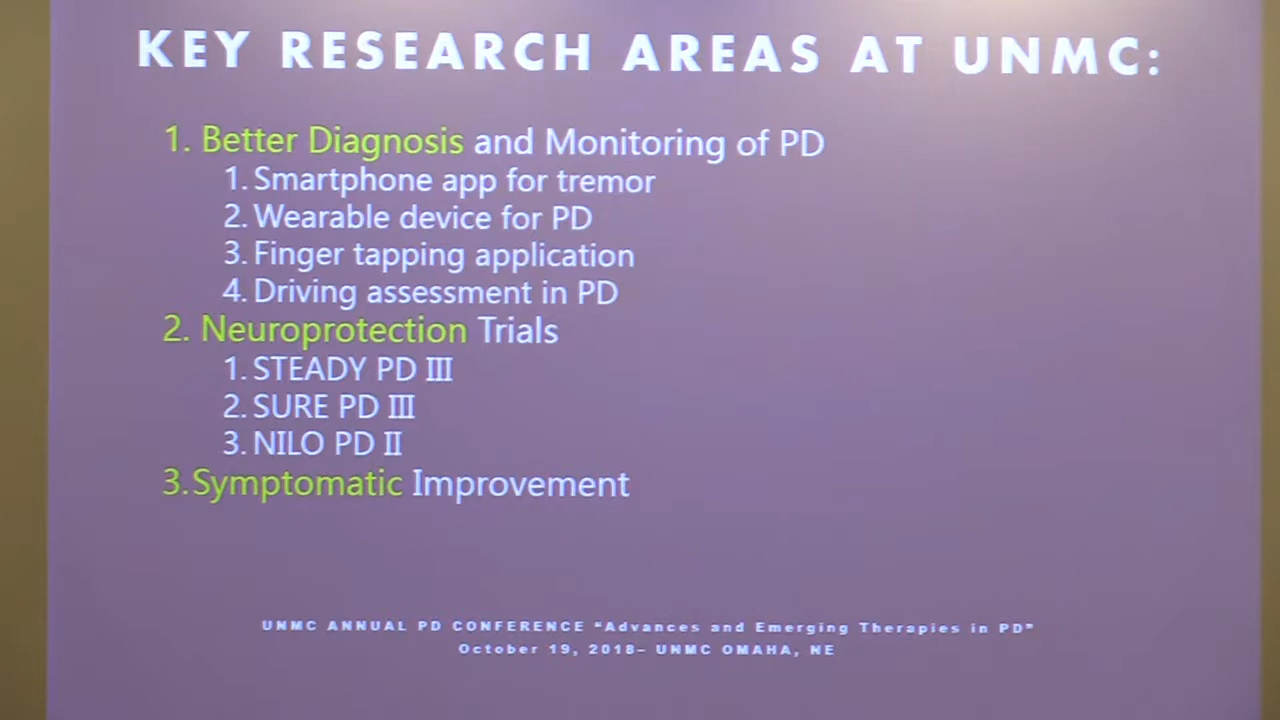 KEY RESEARCH AREAS AT UNMC:
1. Better Diagnosis and Monitoring of PD
1. Smartphone app for tremor
2. Wearable device for PD
3. Finger tapping application
4. Driving assessment in PD
2. Neuroprotection Trials
1. STEADY PD III
2. SURE PD III
3. NILO PD II
3. Symptomatic Improvement
UNMC ANNUAL PD CONFERENCE "Advances and Emerging Therapies in PD"
October 19, 2018– UNMC OMAHA, NE